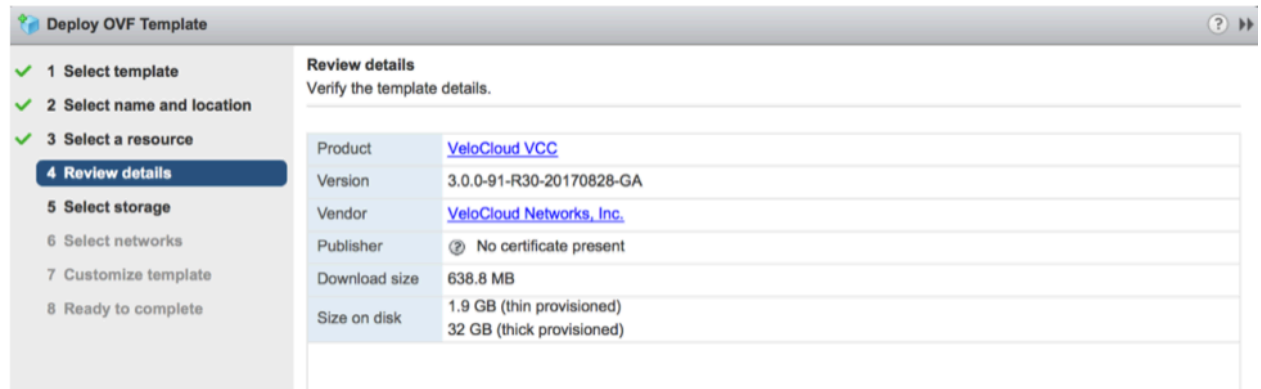 Deploy OVF Template
1 Select template
2 Select name and location
3 Select a resource
4 Review details
5 Select storage
6 Select networks
7 Customize template
8 Ready to complete
Review details
Verify the template details.
Product VeloCloud VCC
Version 3.0.0-91-R30-20170828-GA
Vendor VeloCloud Networks, Inc.
Publisher ? No certificate present
Download size 638.8 MB
Size on disk 1.9 GB (thin provisioned)
32 GB (thick provisioned)